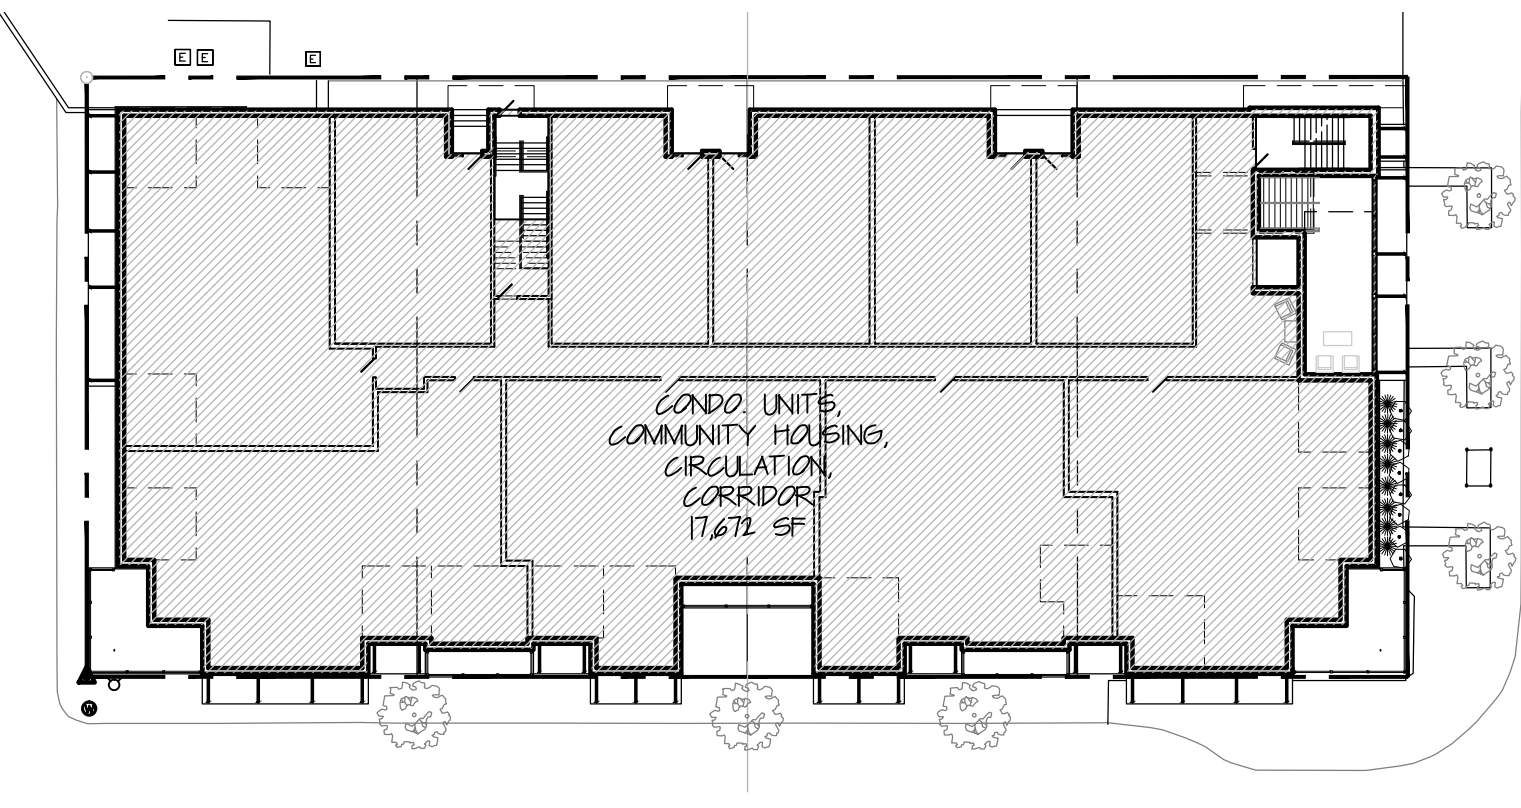 E E E
CONDO. UNITS,
COMMUNITY HOUSING,
CIRCULATION,
CORRIDOR
17,672 SF
W